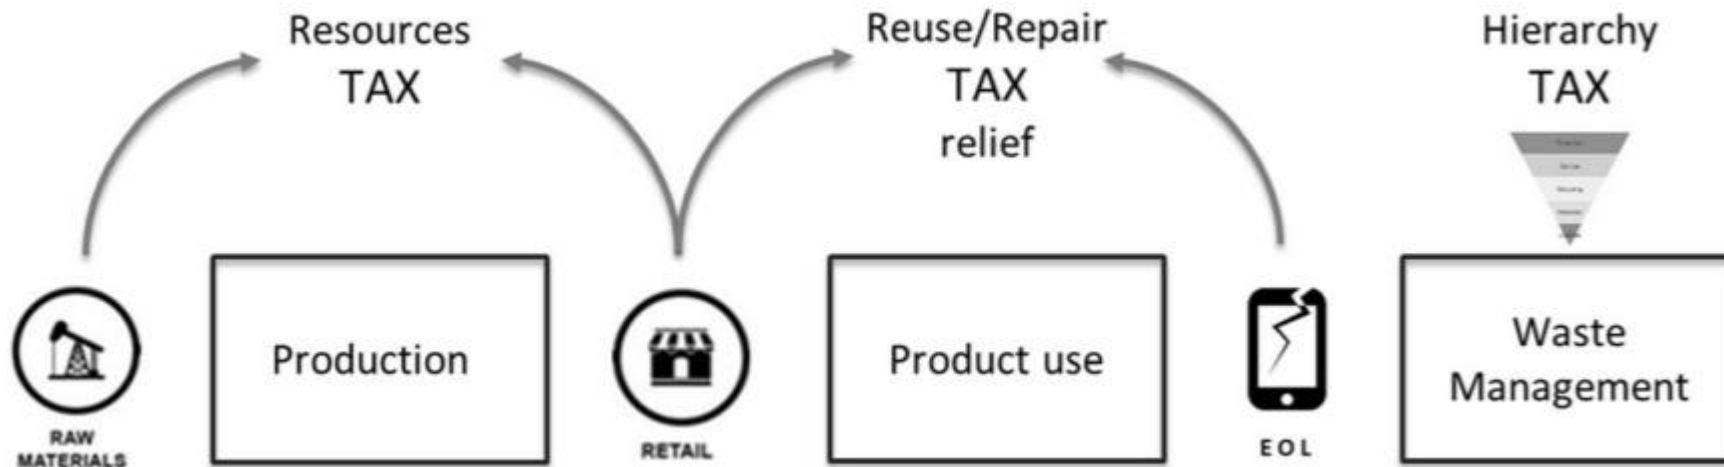 Resources
TAX
Reuse/Repair
TAX
relief
Hierarchy
TAX
RAW
MATERIALS
Production
RETAIL
Product use
EOL
Waste
Management